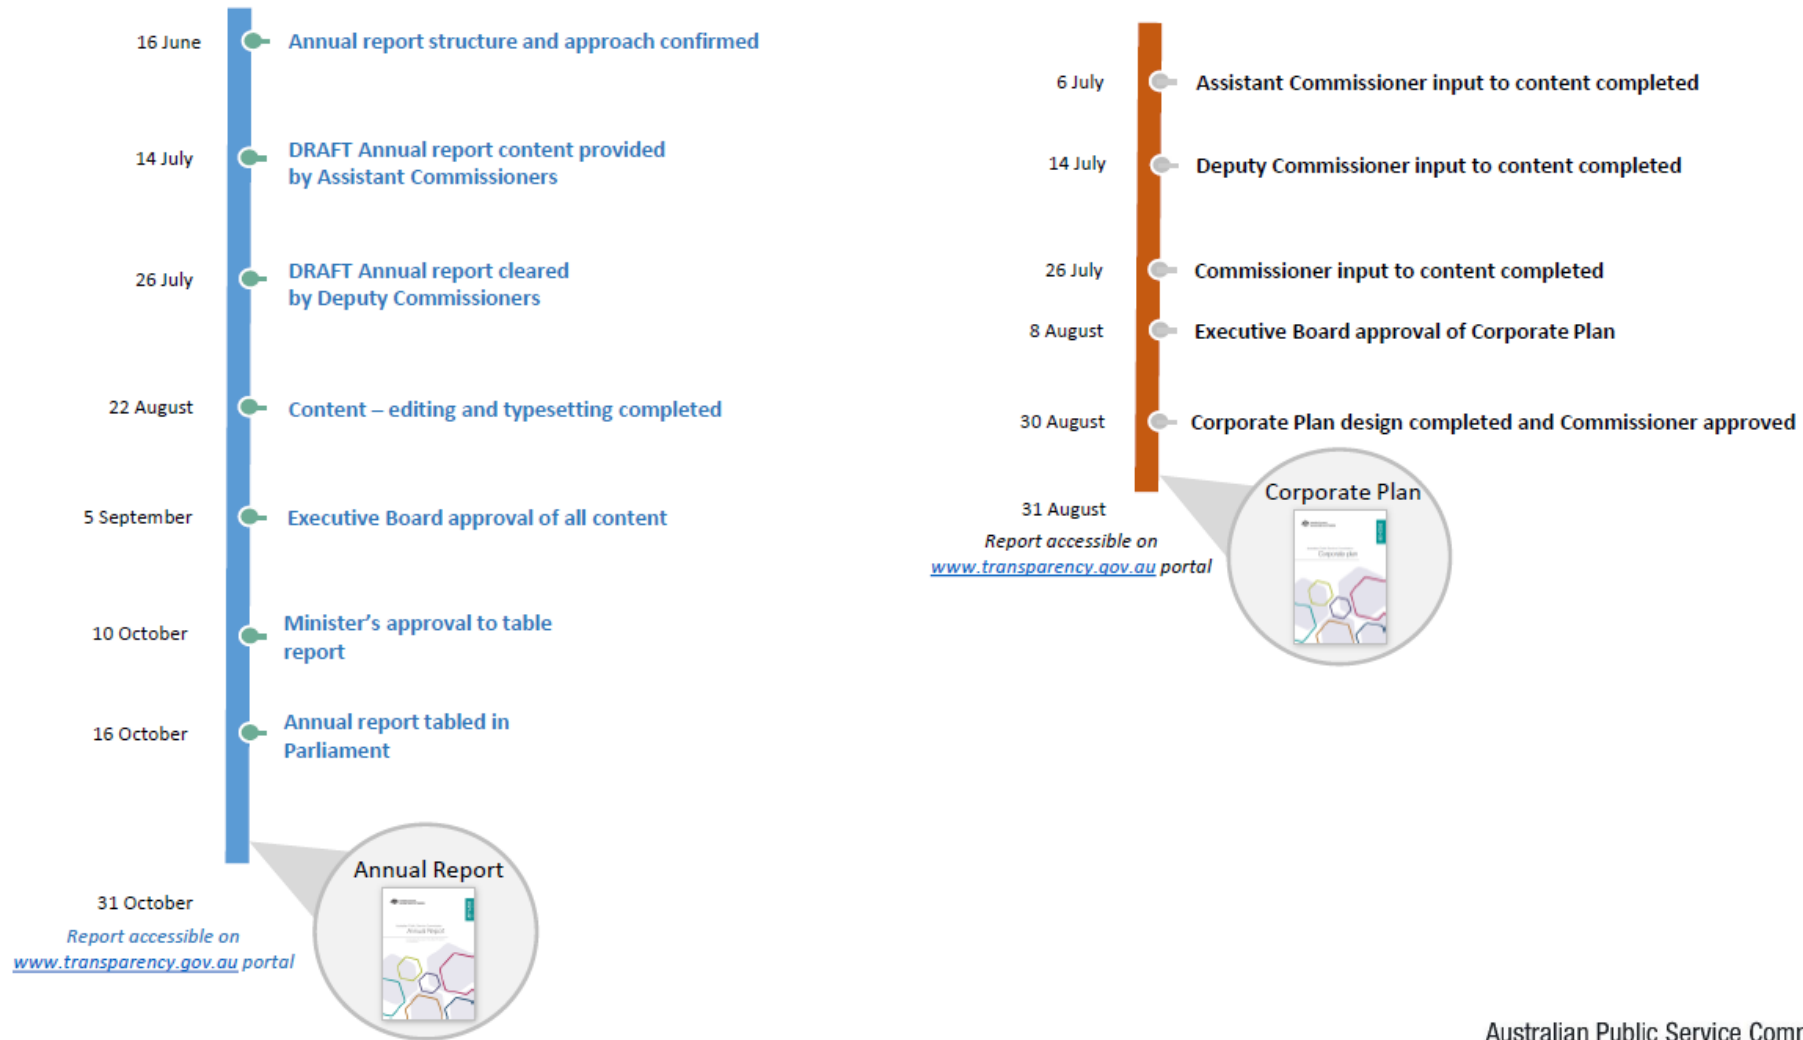 16 June
Annual report structure and approach confirmed
14 July
DRAFT Annual report content provided
by Assistant Commissioners
26 July
DRAFT Annual report cleared
by Deputy Commissioners
22 August
Content – editing and typesetting completed
5 September
Executive Board approval of all content
10 October
Minister's approval to table
report
16 October
Annual report tabled in
Parliament
31 October
Report accessible on
www.transparency.gov.au portal
Annual Report
Annual Report
6 July
Assistant Commissioner input to content completed
14 July
Deputy Commissioner input to content completed
26 July
Commissioner input to content completed
8 August
Executive Board approval of Corporate Plan
30 August
Corporate Plan design completed and Commissioner approved
31 August
Report accessible on
www.transparency.gov.au portal
Corporate Plan
Corporate plan
Australian Public Service Comm